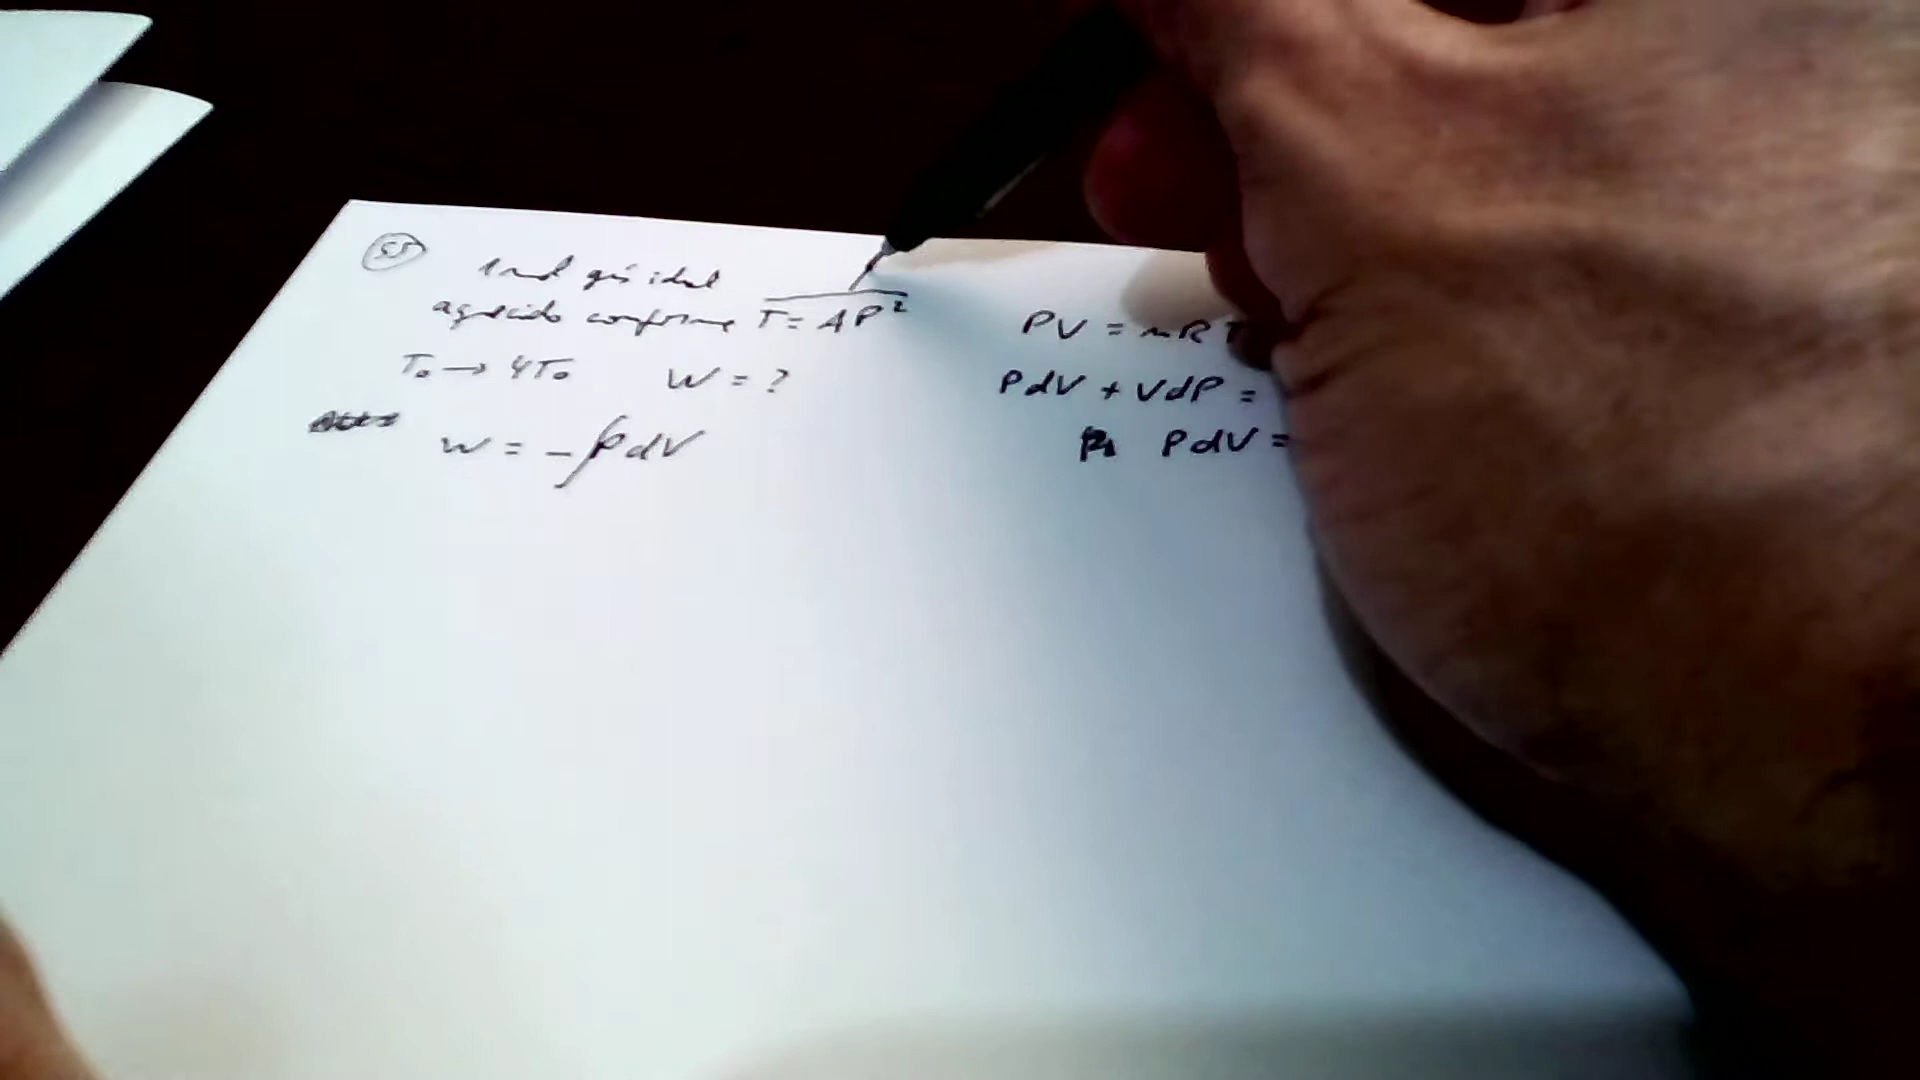 55
1 mol gás ideal
aquecido conforme T = AP²
T₀ → 4T₀ W = ?
W = -∫PdV
PV = nRT
PdV + VdP =
PdV =